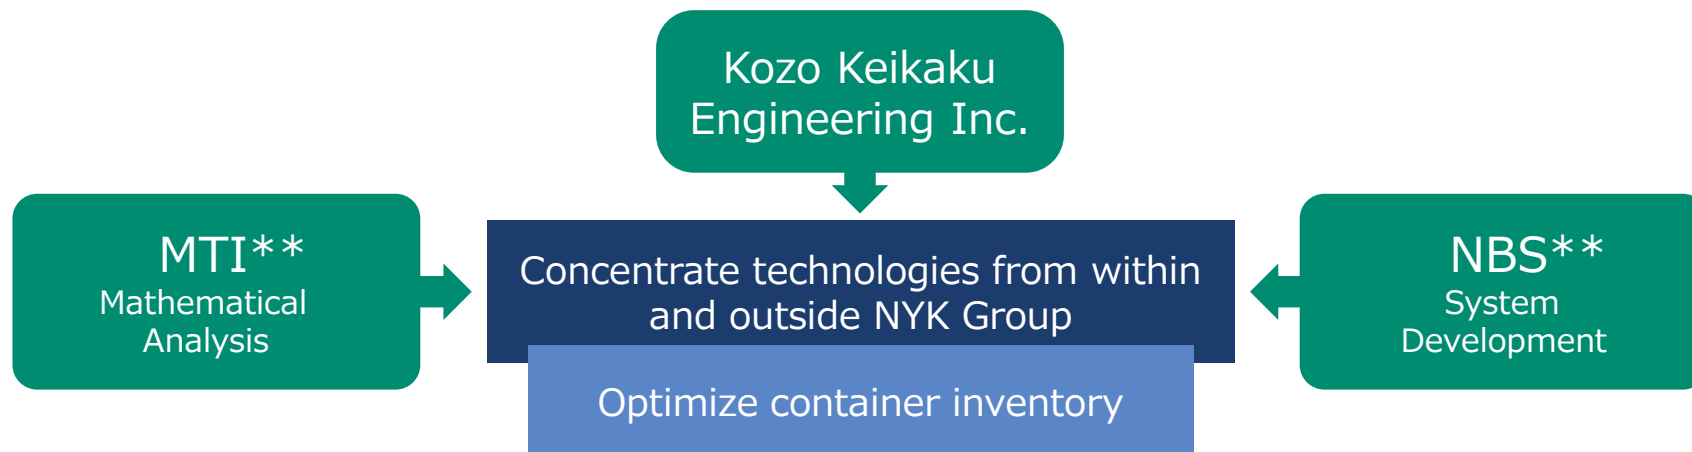 Kozo Keikaku
Engineering Inc.
MTI**
Mathematical
Analysis
Concentrate technologies from within
and outside NYK Group
Optimize container inventory
NBS**
System
Development